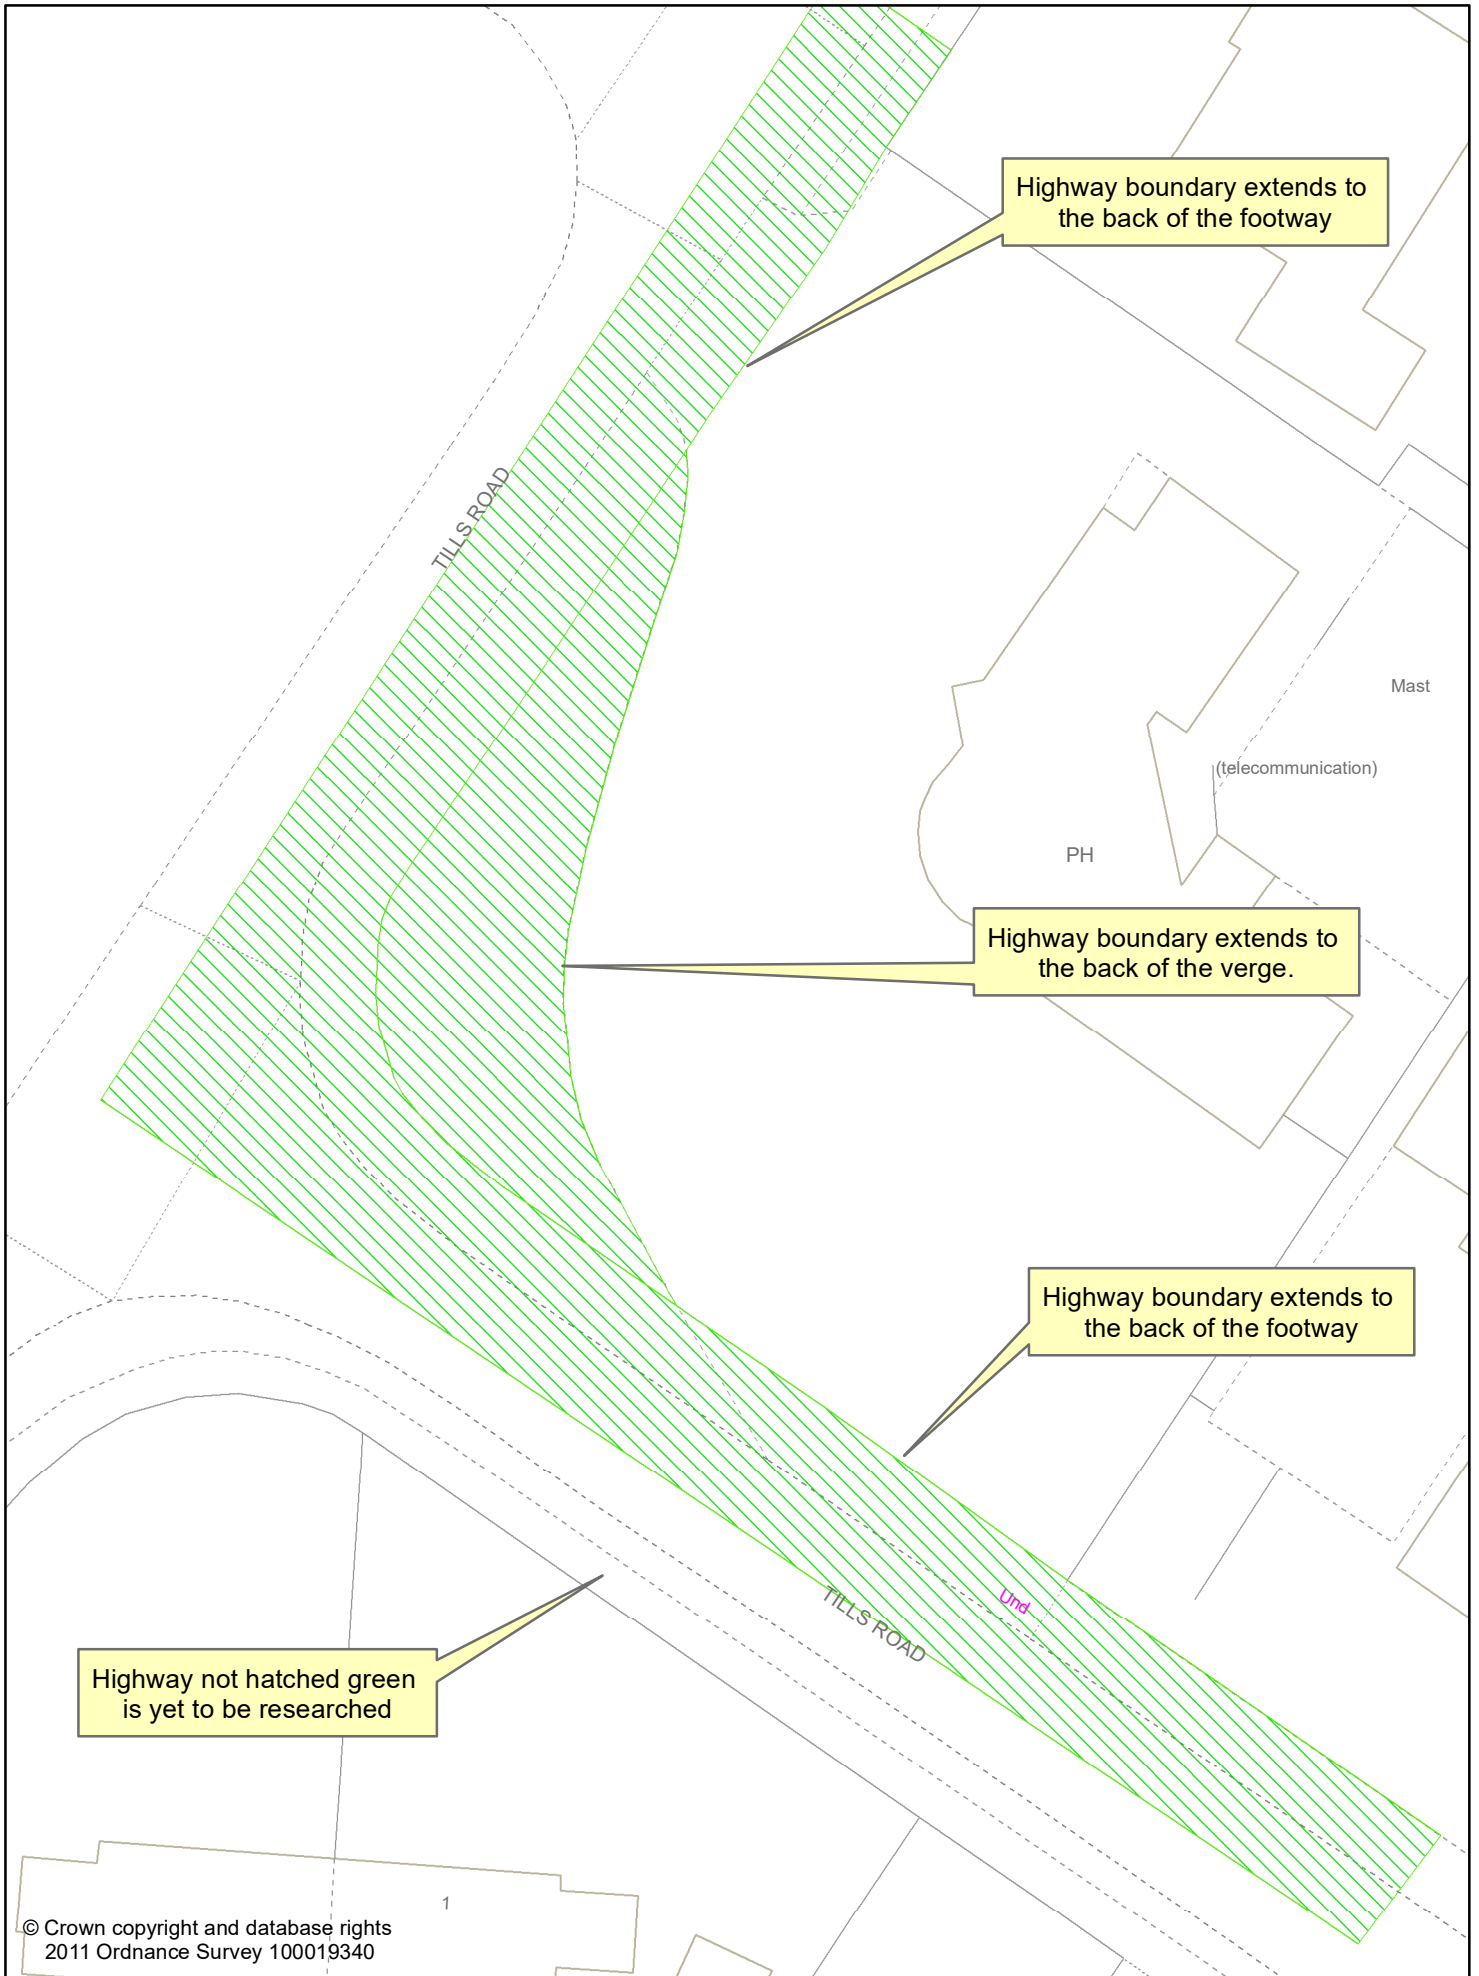 Highway boundary extends to
the back of the footway
TILLS ROAD
Mast
(telecommunication)
PH
Highway boundary extends to
the back of the verge.
Highway boundary extends to
the back of the footway
Und
TILLS ROAD
Highway not hatched green
is yet to be researched
1
© Crown copyright and database rights
2011 Ordnance Survey 100019340